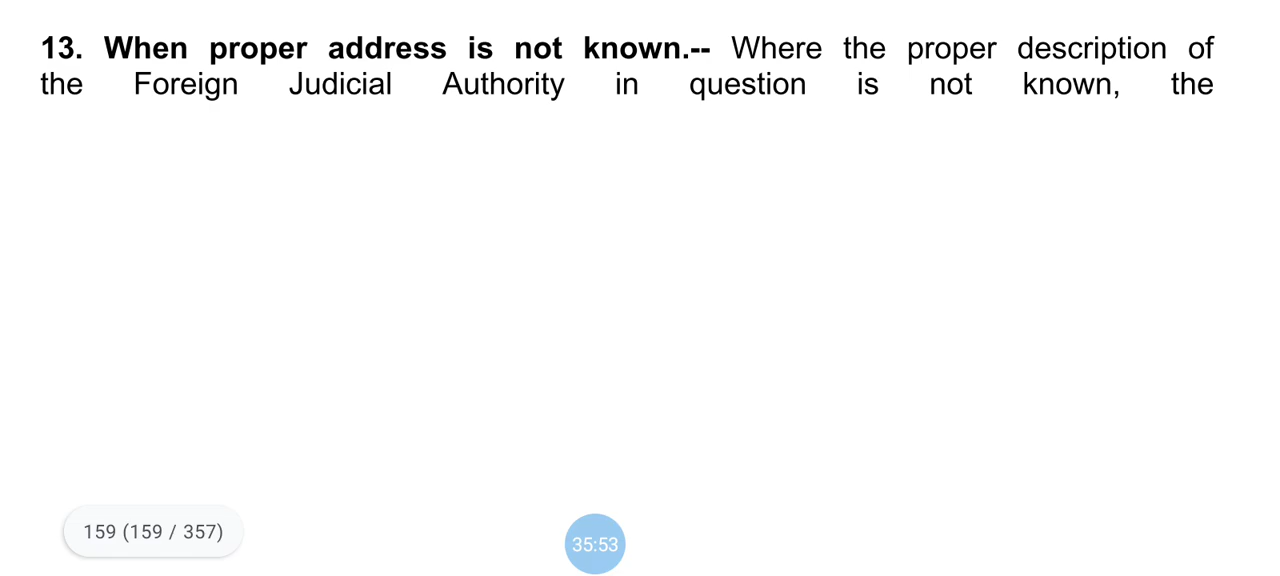 13. When proper address is not known.-- Where the proper description of
the Foreign Judicial Authority in question is not known, the
159 (159 / 357)
35:53